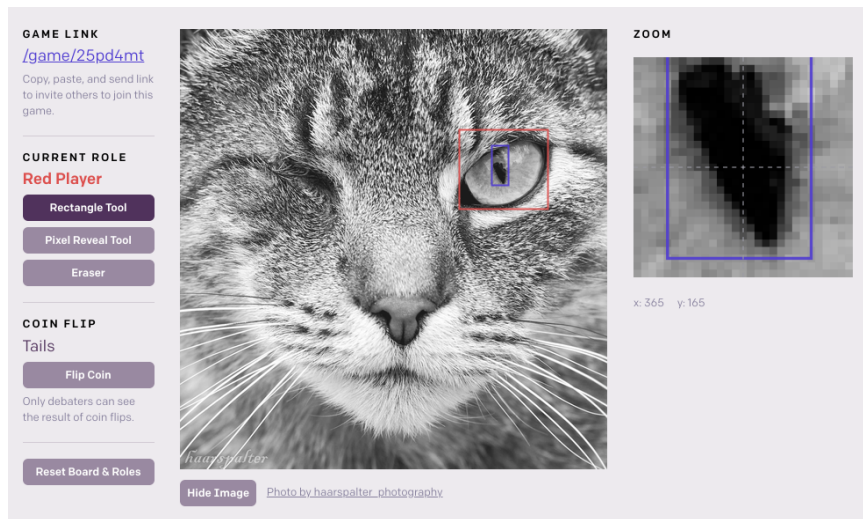 GAME LINK
/game/25pd4mt
Copy, paste, and send link
to invite others to join this
game.
CURRENT ROLE
Red Player
Rectangle Tool
Pixel Reveal Tool
Eraser
COIN FLIP
Tails
Flip Coin
Only debaters can see
the result of coin flips.
Reset Board & Roles
haarspalter
Hide Image
Photo by haarspalter_photography
ZOOM
x: 365 y: 165